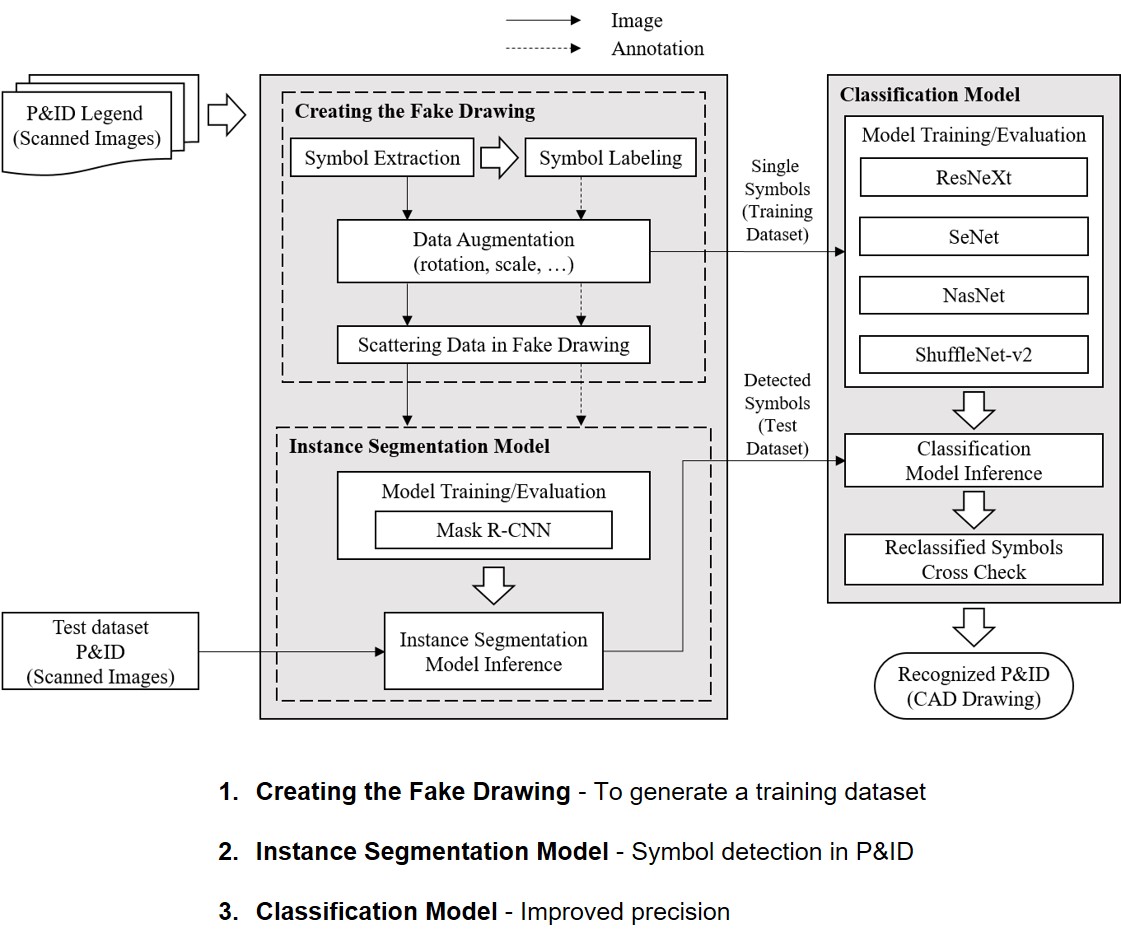 Image
Annotation
P&ID Legend
(Scanned Images)
Creating the Fake Drawing
Symbol Extraction
Symbol Labeling
Data Augmentation
(rotation, scale, …)
Scattering Data in Fake Drawing
Instance Segmentation Model
Model Training/Evaluation
Mask R-CNN
Instance Segmentation
Model Inference
Test dataset
P&ID
(Scanned Images)
Single
Symbols
(Training
Dataset)
Detected
Symbols
(Test
Dataset)
Classification Model
Model Training/Evaluation
ResNeXt
SeNet
NasNet
ShuffleNet-v2
Classification
Model Inference
Reclassified Symbols
Cross Check
Recognized P&ID
(CAD Drawing)
1. Creating the Fake Drawing - To generate a training dataset
2. Instance Segmentation Model - Symbol detection in P&ID
3. Classification Model - Improved precision